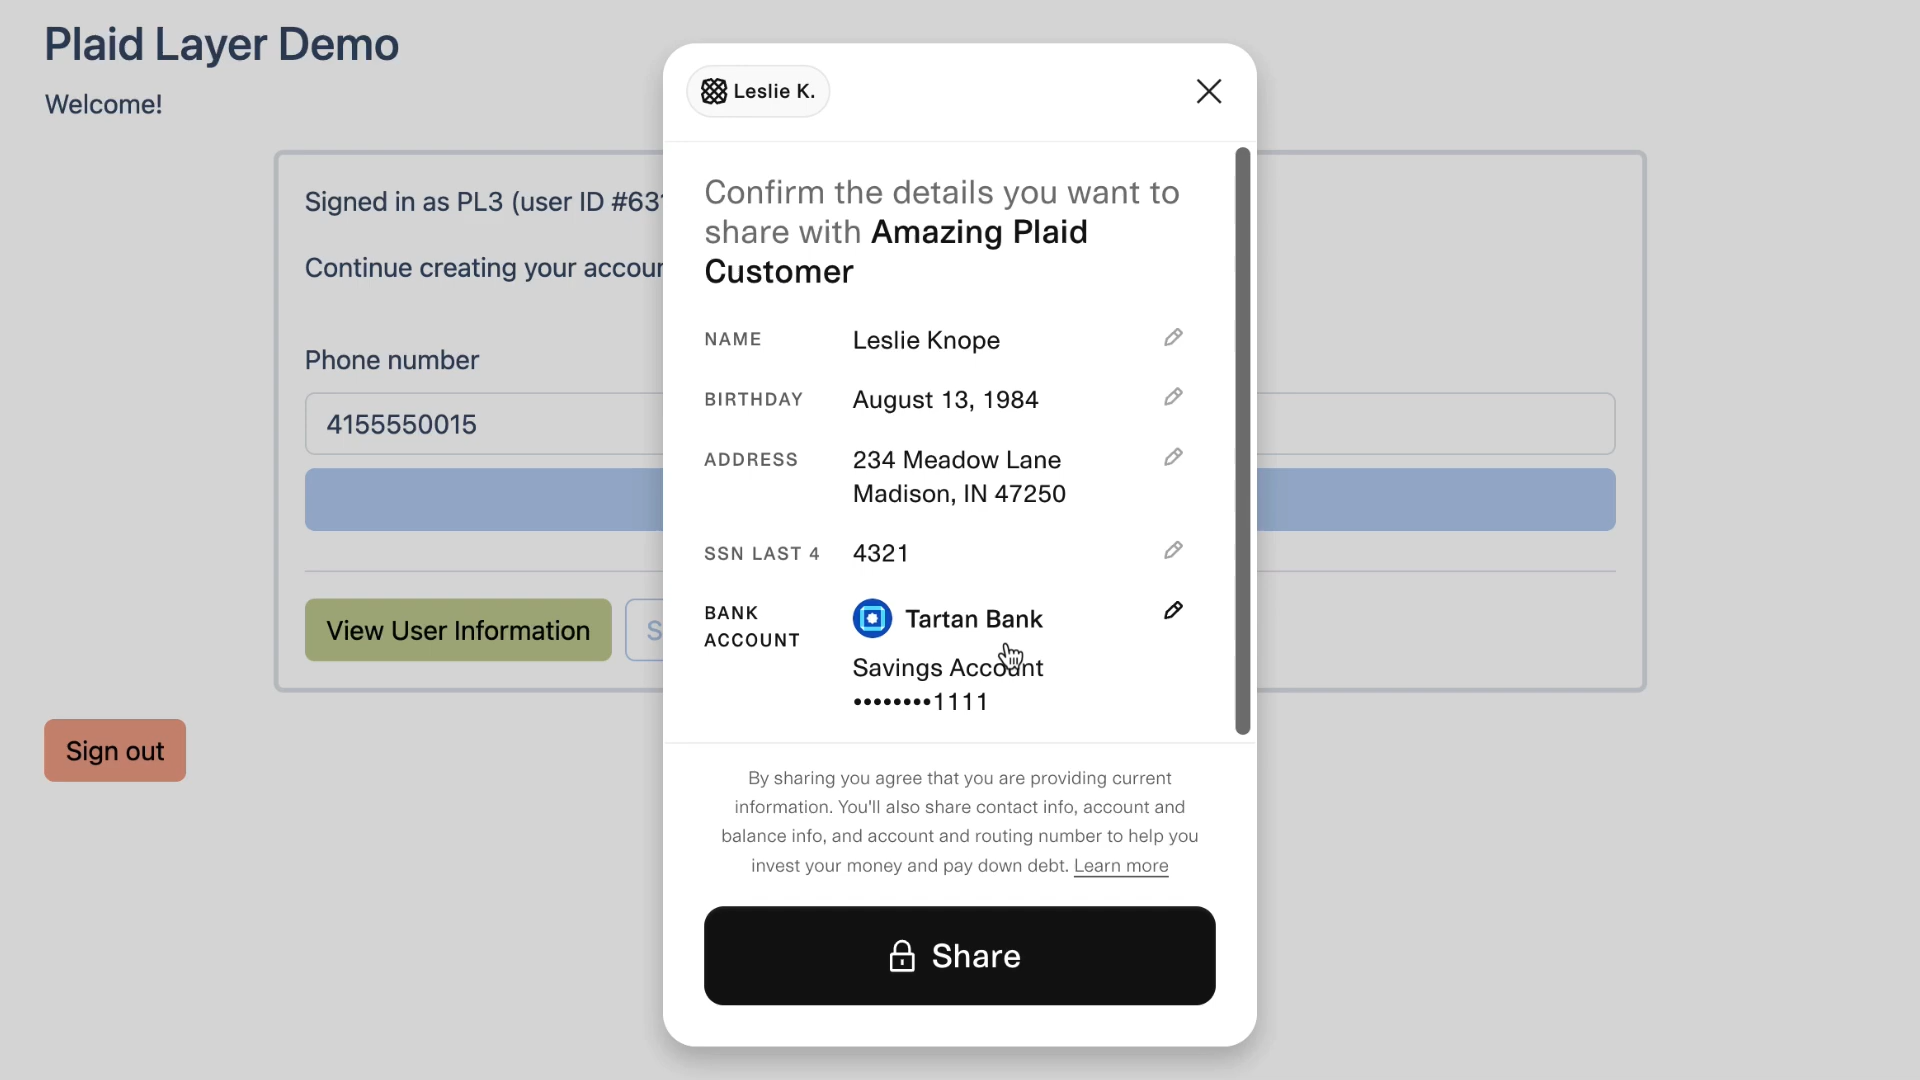 Plaid Layer Demo
Welcome!
Signed in as PL3 (user ID #63
Continue creating your accou
Phone number
4155550015
View User Information
S
Sign out
Leslie K.
Confirm the details you want to
share with Amazing Plaid
Customer
NAME
Leslie Knope
BIRTHDAY
August 13, 1984
ADDRESS
234 Meadow Lane
Madison, IN 47250
SSN LAST 4
4321
BANK
ACCOUNT
Tartan Bank
Savings Account
••••••••1111
By sharing you agree that you are providing current
information. You'll also share contact info, account and
balance info, and account and routing number to help you
invest your money and pay down debt. Learn more
Share